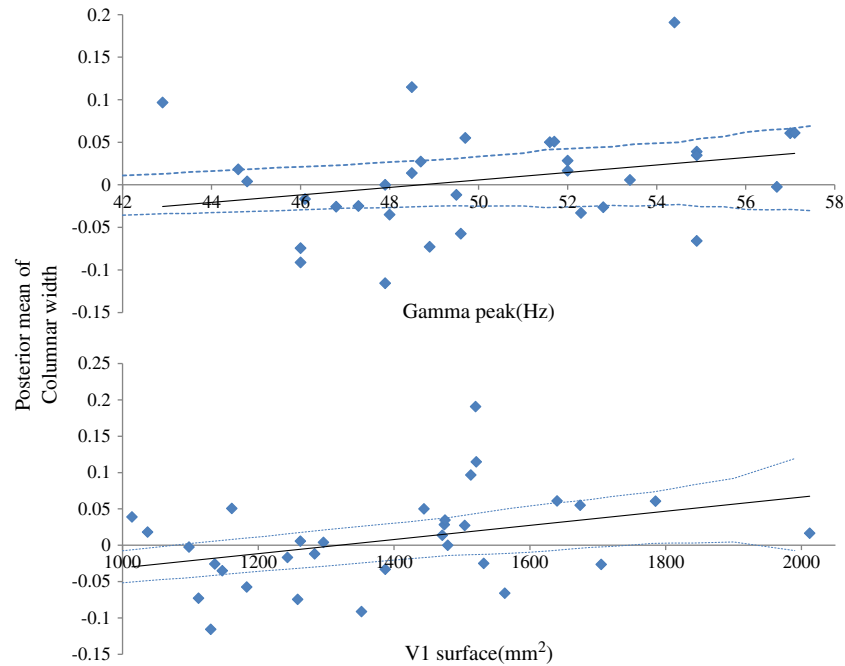 0.2
0.15
0.1
0.05
0
-0.05
-0.1
-0.15
42 44 46 48 50 52 54 56 58
Gamma peak(Hz)
Posterior mean of
Columnar width
0.25
0.2
0.15
0.1
0.05
0
-0.05
-0.1
-0.15
1000 1200 1400 1600 1800 2000
V1 surface(mm²)